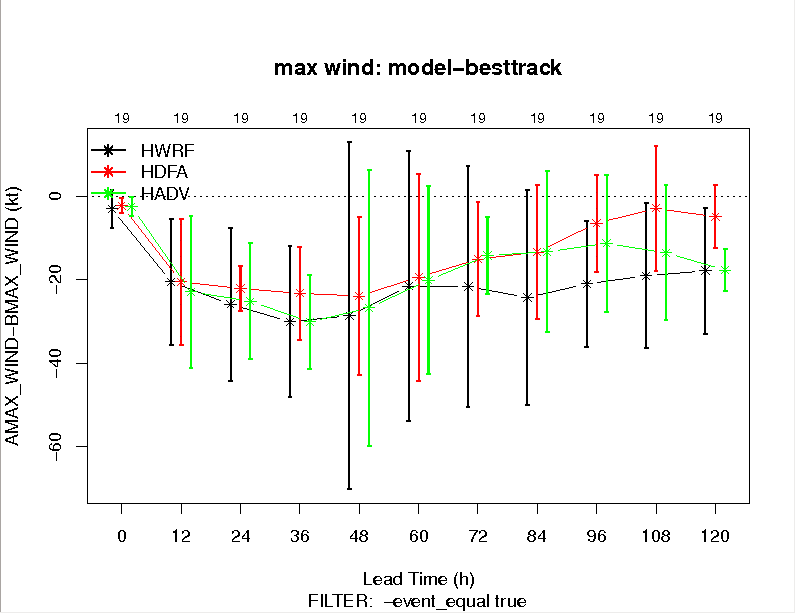 max wind: model-besttrack
19 19 19 19 19 19 19 19 19 19 19
HWRF
HDFA
HADV
AMAX_WIND-BMAX_WIND (kt)
0
-20
-40
-60
0 12 24 36 48 60 72 84 96 108 120
Lead Time (h)
FILTER: -event_equal true